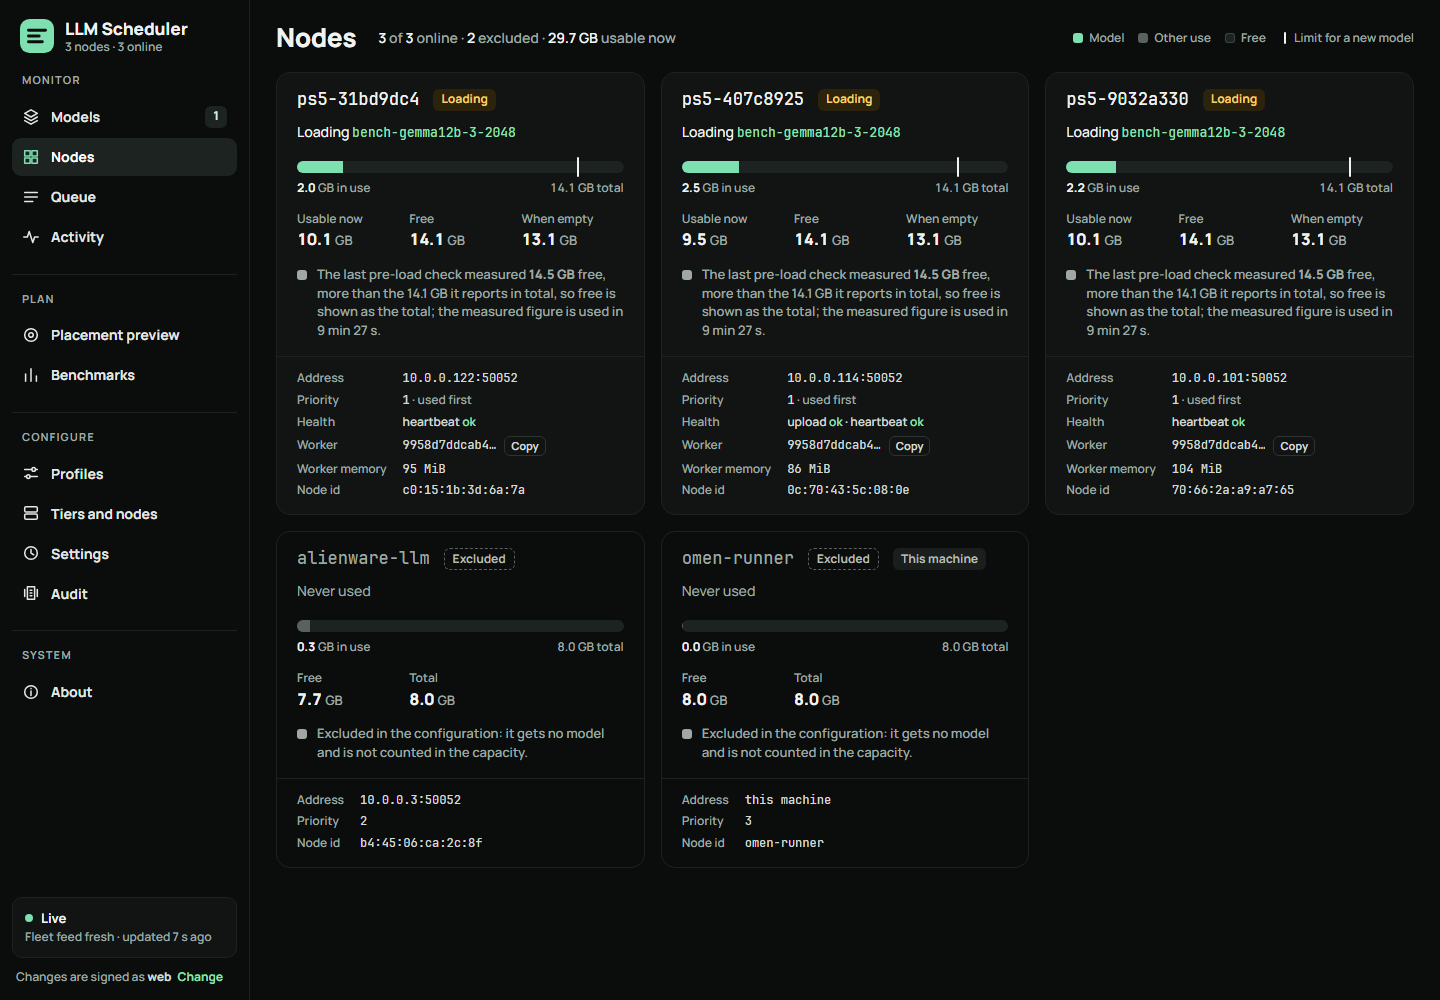 LLM Scheduler
3 nodes · 3 online
MONITOR
Models 1
Nodes
Queue
Activity
PLAN
Placement preview
Benchmarks
CONFIGURE
Profiles
Tiers and nodes
Settings
Audit
SYSTEM
About
Live
Fleet feed fresh · updated 7 s ago
Changes are signed as web Change
Nodes 3 of 3 online · 2 excluded · 29.7 GB usable now
Model Other use Free Limit for a new model
ps5-31bd9dc4 Loading
Loading bench-gemma12b-3-2048
2.0 GB in use 14.1 GB total
Usable now Free When empty
10.1 GB 14.1 GB 13.1 GB
The last pre-load check measured 14.5 GB free,
more than the 14.1 GB it reports in total, so free is
shown as the total; the measured figure is used in
9 min 27 s.
Address 10.0.0.122:50052
Priority 1 · used first
Health heartbeat ok
Worker 9958d7ddcab4… Copy
Worker memory 95 MiB
Node id c0:15:1b:3d:6a:7a
ps5-407c8925 Loading
Loading bench-gemma12b-3-2048
2.5 GB in use 14.1 GB total
Usable now Free When empty
9.5 GB 14.1 GB 13.1 GB
The last pre-load check measured 14.5 GB free,
more than the 14.1 GB it reports in total, so free is
shown as the total; the measured figure is used in
9 min 27 s.
Address 10.0.0.114:50052
Priority 1 · used first
Health upload ok · heartbeat ok
Worker 9958d7ddcab4… Copy
Worker memory 86 MiB
Node id 0c:70:43:5c:08:0e
ps5-9032a330 Loading
Loading bench-gemma12b-3-2048
2.2 GB in use 14.1 GB total
Usable now Free When empty
10.1 GB 14.1 GB 13.1 GB
The last pre-load check measured 14.5 GB free,
more than the 14.1 GB it reports in total, so free is
shown as the total; the measured figure is used in
9 min 27 s.
Address 10.0.0.101:50052
Priority 1 · used first
Health heartbeat ok
Worker 9958d7ddcab4… Copy
Worker memory 104 MiB
Node id 70:66:2a:a9:a7:65
alienware-llm Excluded
Never used
0.3 GB in use 8.0 GB total
Free Total
7.7 GB 8.0 GB
Excluded in the configuration: it gets no model
and is not counted in the capacity.
Address 10.0.0.3:50052
Priority 2
Node id b4:45:06:ca:2c:8f
omen-runner Excluded This machine
Never used
0.0 GB in use 8.0 GB total
Free Total
8.0 GB 8.0 GB
Excluded in the configuration: it gets no model
and is not counted in the capacity.
Address this machine
Priority 3
Node id omen-runner